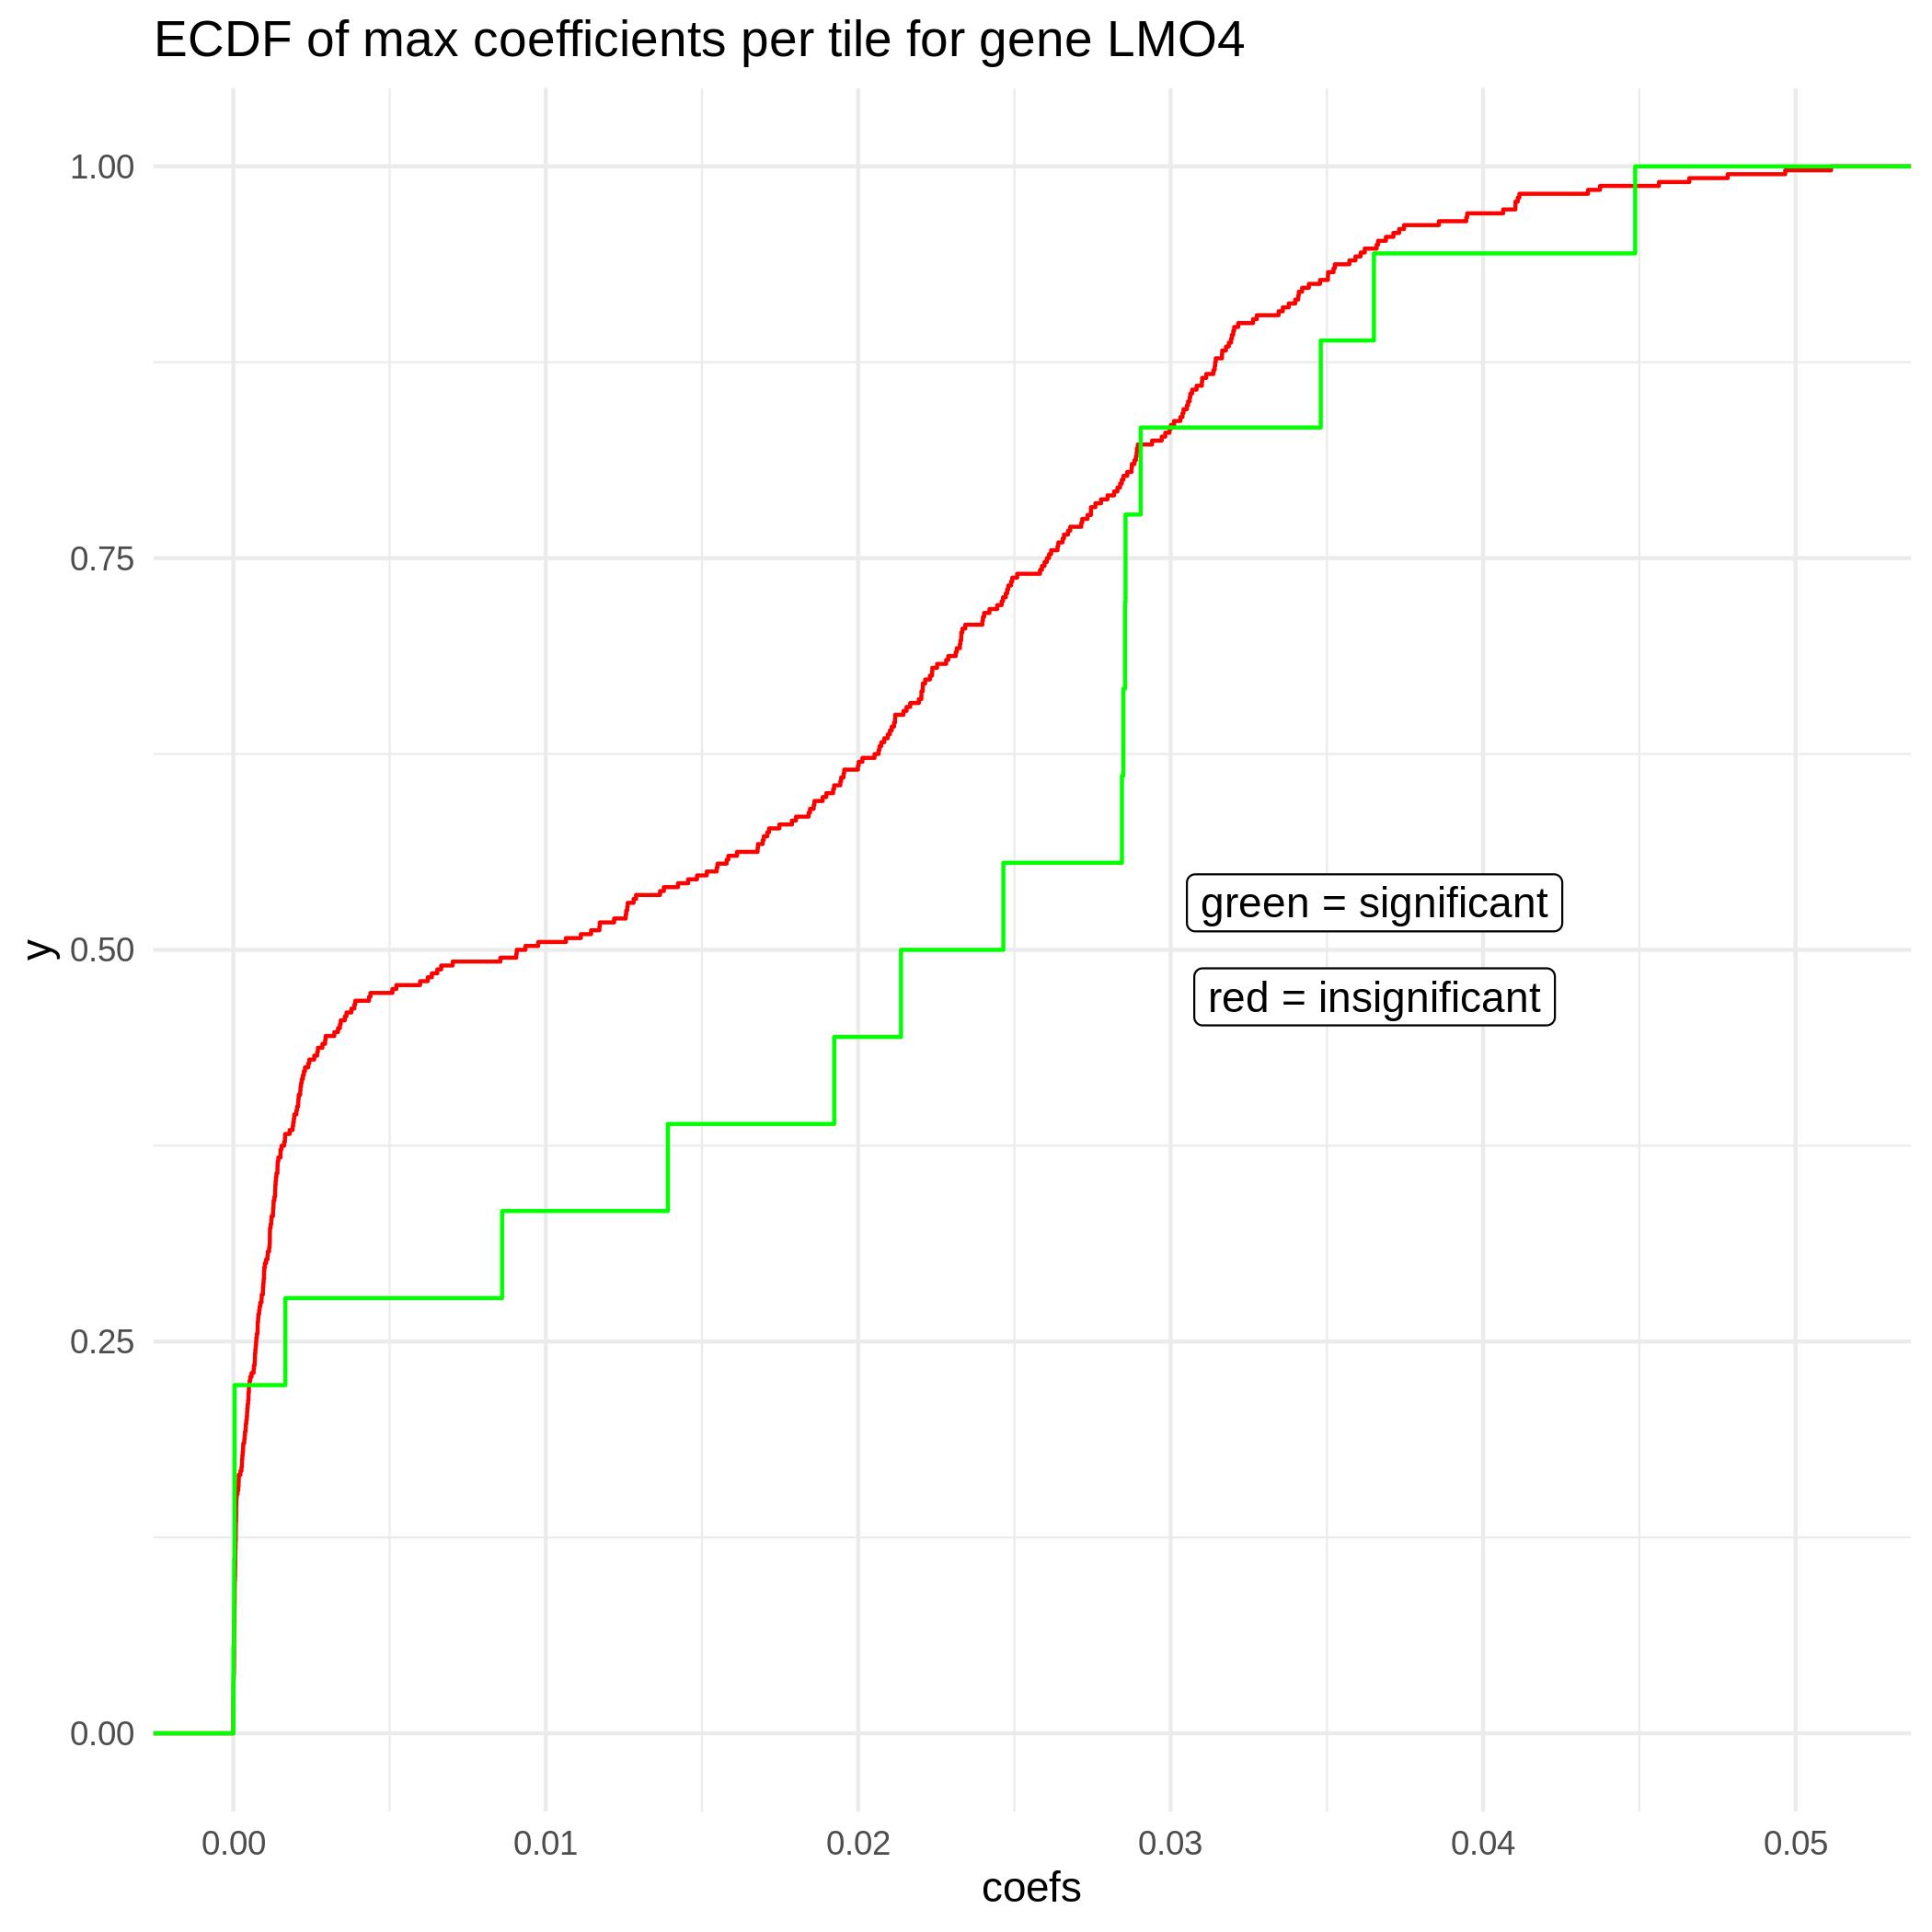 ECDF of max coefficients per tile for gene LMO4
1.00
0.75
0.50
0.25
0.00
y
green = significant
red = insignificant
0.00 0.01 0.02 0.03 0.04 0.05
coefs